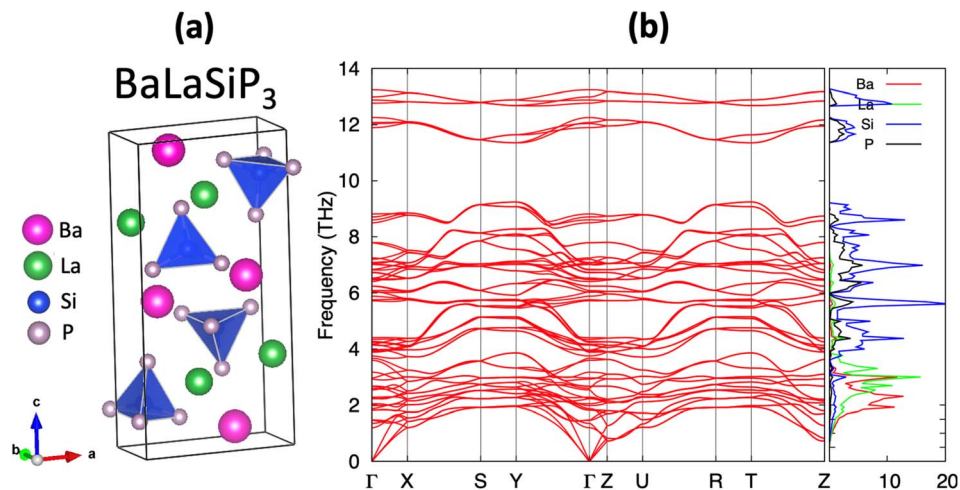 (a)
BaLaSiP₃
Ba
La
Si
P
c
b
a
(b)
Frequency (THz)
14
12
10
8
6
4
2
0
Γ X S Y Γ Z U R T Z
Ba
La
Si
P
10 20